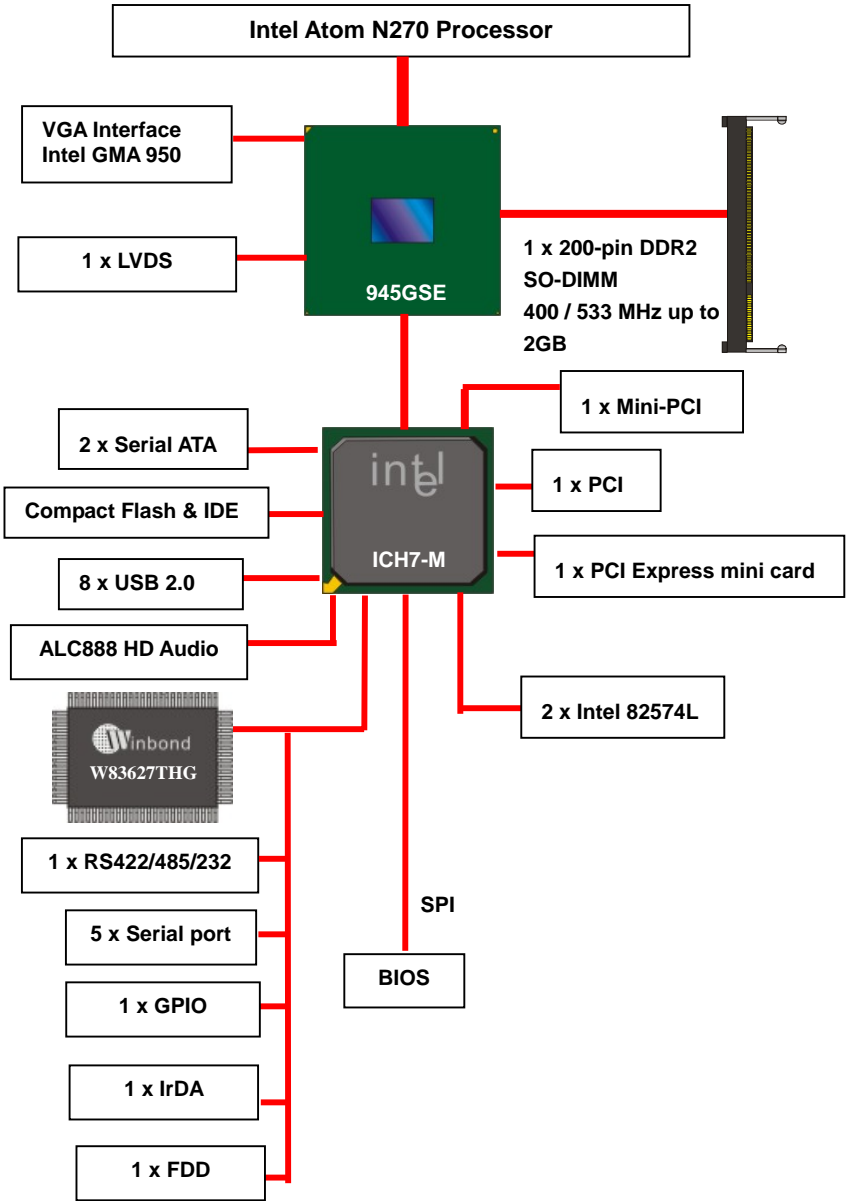 Intel Atom N270 Processor
VGA Interface
Intel GMA 950
1 x LVDS
945GSE
1 x 200-pin DDR2
SO-DIMM
400 / 533 MHz up to
2GB
1 x Mini-PCI
2 x Serial ATA
intel
1 x PCI
Compact Flash & IDE
ICH7-M
1 x PCI Express mini card
8 x USB 2.0
ALC888 HD Audio
2 x Intel 82574L
Winbond
W83627THG
1 x RS422/485/232
SPI
5 x Serial port
BIOS
1 x GPIO
1 x IrDA
1 x FDD